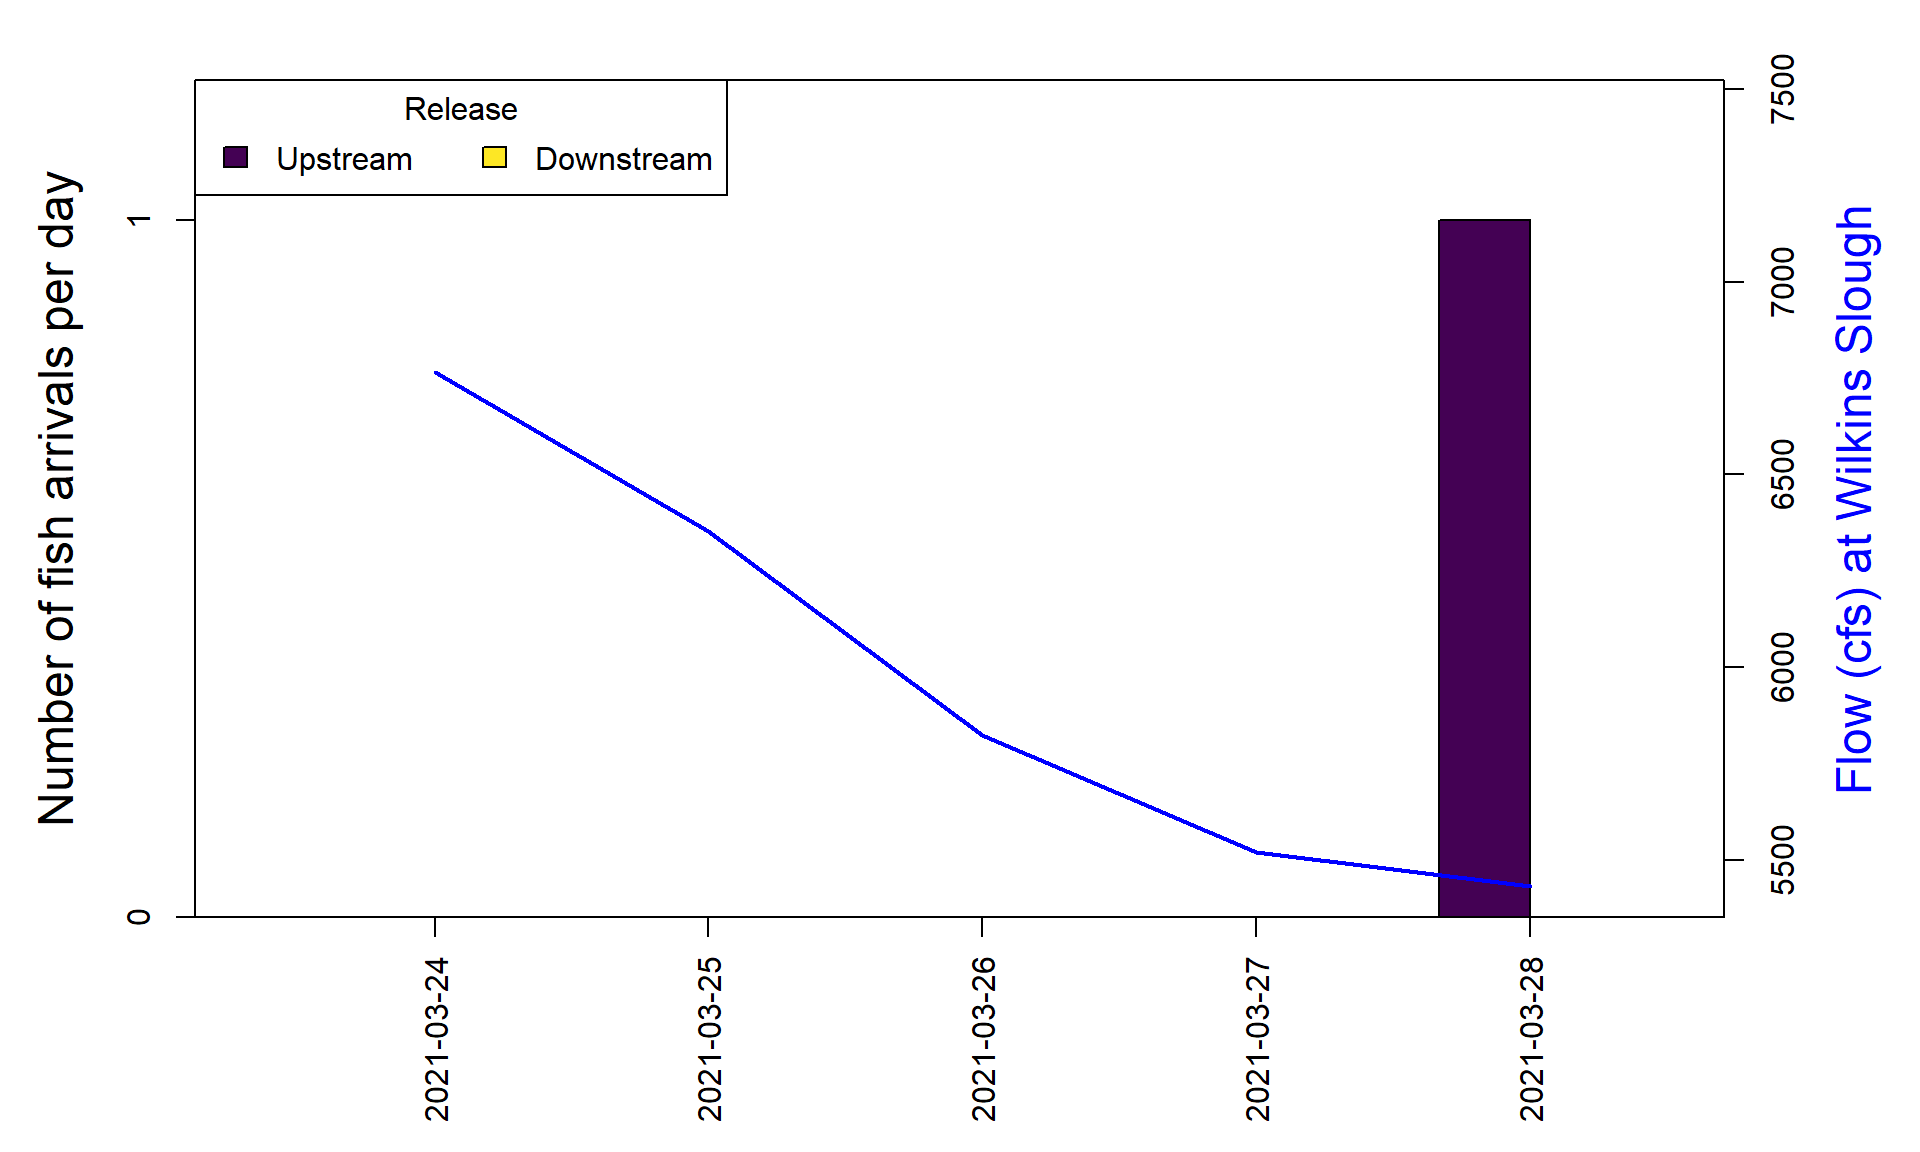 Release
Upstream
Downstream
Number of fish arrivals per day
1
0
7500
7000
6500
6000
5500
Flow (cfs) at Wilkins Slough
2021-03-24
2021-03-25
2021-03-26
2021-03-27
2021-03-28